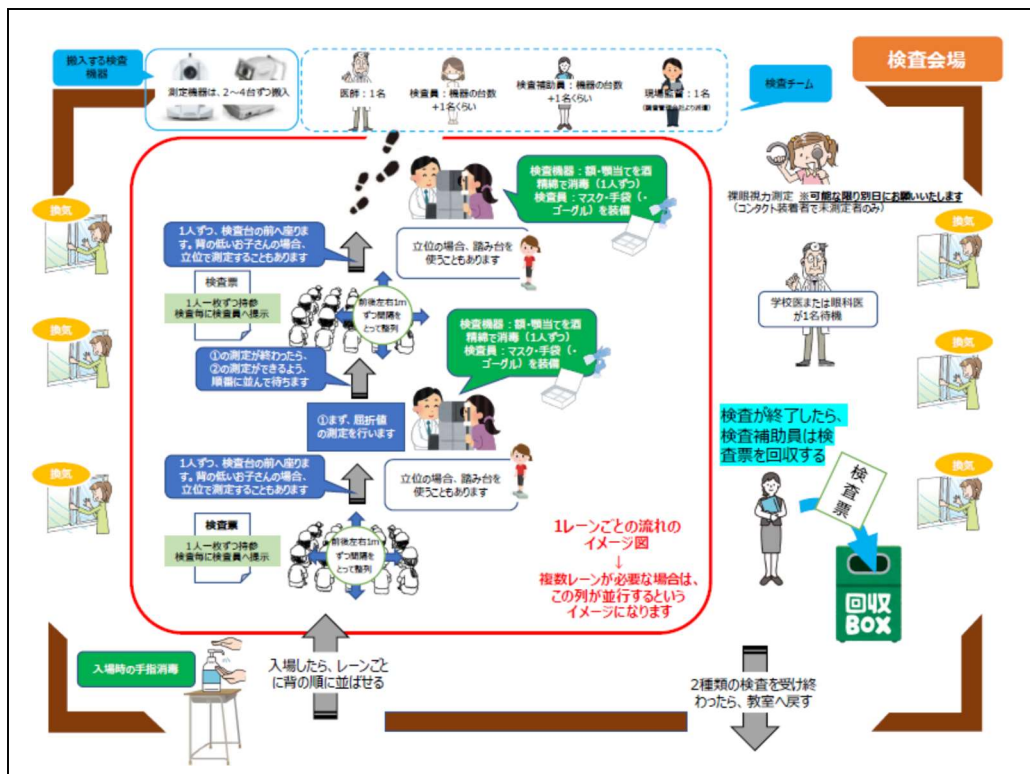 搬入する検査
機器
測定機器は、2～4台ずつ搬入
医師：1名
検査員：機器の台数
+1名くらい
検査補助員：機器の台数
+1名くらい
現場監督：1名
検査チーム
検査会場
換気
換気
換気
検査機器：額・顎当てを酒
精綿で消毒（1人ずつ）
検査員：マスク・手袋（・
ゴーグル）を装備
1人ずつ、検査台の前へ座りま
す。背の低いお子さんの場合、
立位で測定することもあります
立位の場合、踏み台を
使うこともあります
検査票
1人一枚ずつ持参
検査毎に検査員へ提示
前後左右1m
ずつ間隔を
とって整列
検査機器：額・顎当てを酒
精綿で消毒（1人ずつ）
検査員：マスク・手袋（・
ゴーグル）を装備
①の測定が終わったら、
②の測定ができるよう、
順番に並んで待ちます
①まず、屈折値
の測定を行います
1人ずつ、検査台の前へ座りま
す。背の低いお子さんの場合、
立位で測定することもあります
立位の場合、踏み台を
使うこともあります
検査票
1人一枚ずつ持参
検査毎に検査員へ提示
前後左右1m
ずつ間隔を
とって整列
1レーンごとの流れの
イメージ図
↓
複数レーンが必要な場合は、
この列が並行するという
イメージになります
裸眼視力測定 ※可能な限り別日にお願いいたします
（コンタクト装着者で未測定者のみ）
換気
学校医または眼科医
が1名待機
換気
検査が終了したら、
検査補助員は検
査票を回収する
検査票
換気
回収
BOX
入場時の手指消毒
入場したら、レーンごと
に背の順に並ばせる
2種類の検査を受け終
わったら、教室へ戻す